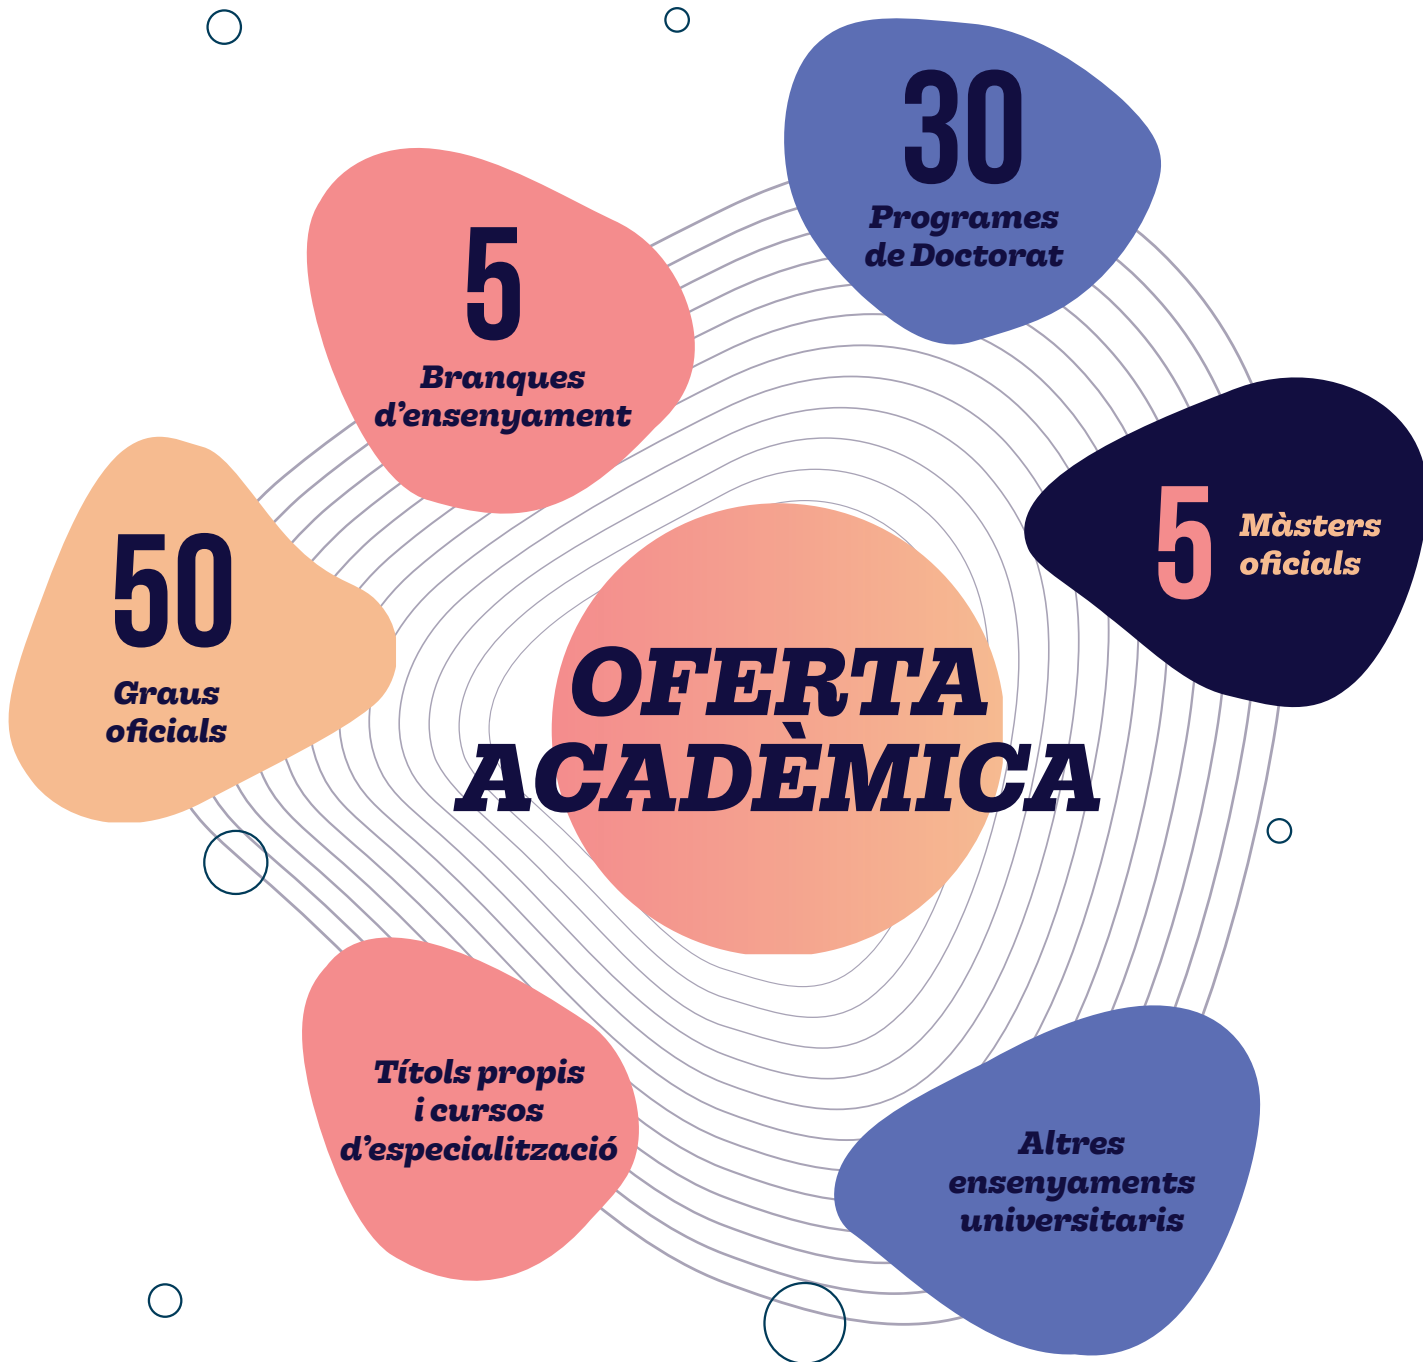 30
Programes
de Doctorat
5
Branques
d’ensenyament
5
Màsters
oficials
50
Graus
oficials
OFERTA
ACADÈMICA
Títols propis
i cursos
d’especialització
Altres
ensenyaments
universitaris